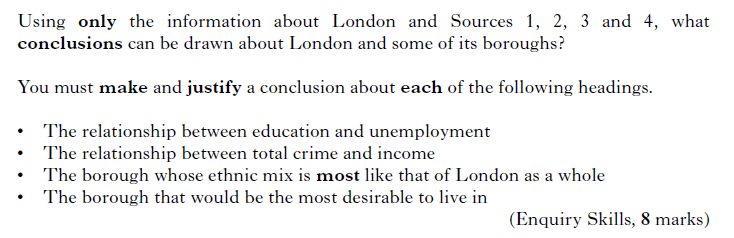 Using only the information about London and Sources 1, 2, 3 and 4, what
conclusions can be drawn about London and some of its boroughs?
You must make and justify a conclusion about each of the following headings.
• The relationship between education and unemployment
• The relationship between total crime and income
• The borough whose ethnic mix is most like that of London as a whole
• The borough that would be the most desirable to live in
(Enquiry Skills, 8 marks)